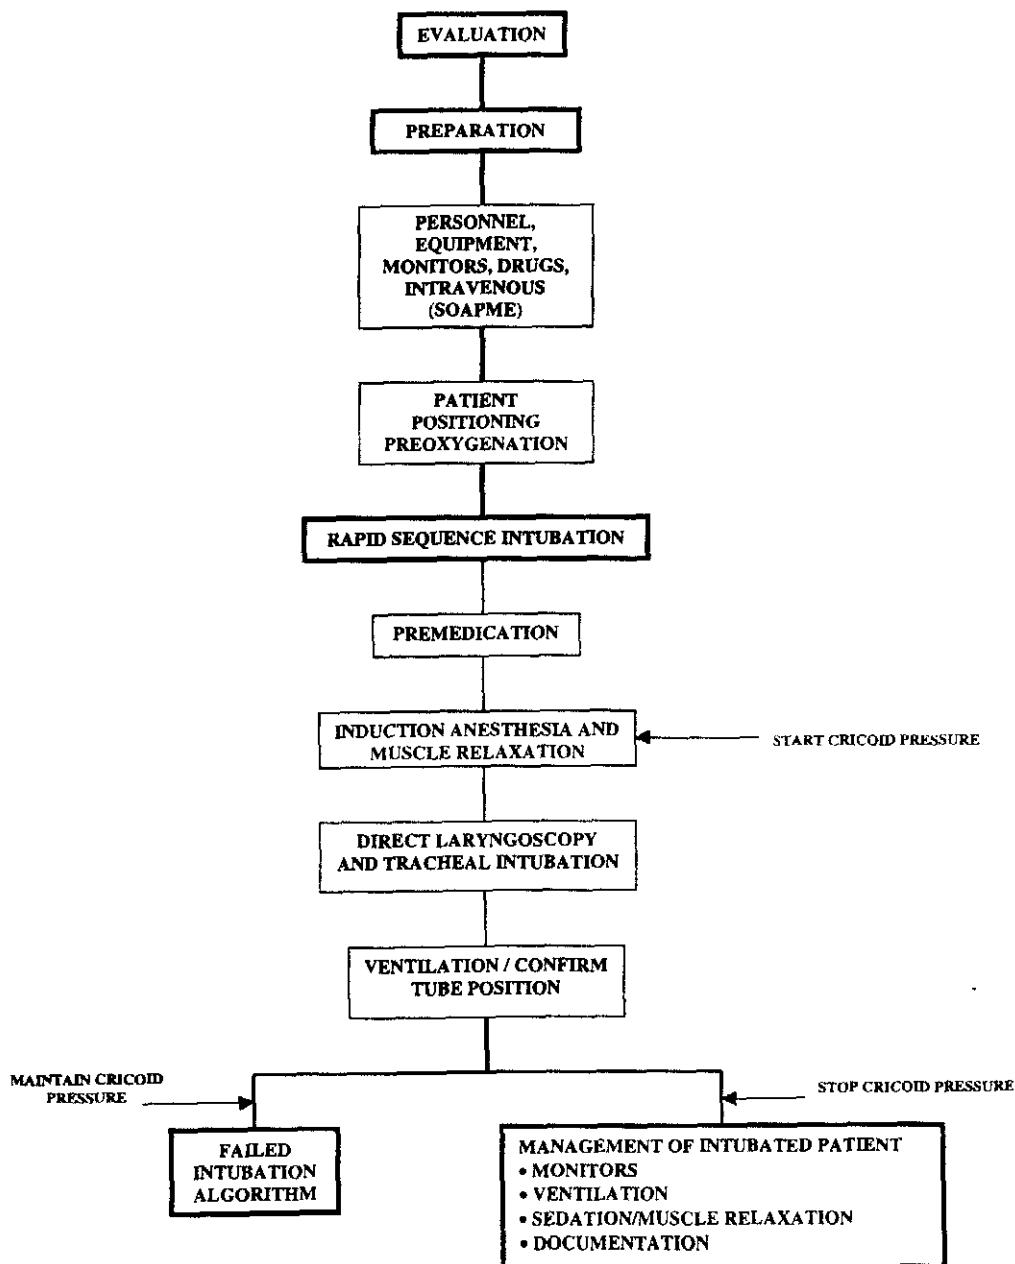 EVALUATION
PREPARATION
PERSONNEL,
EQUIPMENT,
MONITORS, DRUGS,
INTRAVENOUS
(SOAPME)
PATIENT
POSITIONING
PREOXYGENATION
RAPID SEQUENCE INTUBATION
PREMEDICATION
INDUCTION ANESTHESIA AND
MUSCLE RELAXATION
START CRICOID PRESSURE
DIRECT LARYNGOSCOPY
AND TRACHEAL INTUBATION
VENTILATION / CONFIRM
TUBE POSITION
MAINTAIN CRICOID
PRESSURE
STOP CRICOID PRESSURE
FAILED
INTUBATION
ALGORITHM
MANAGEMENT OF INTUBATED PATIENT
• MONITORS
• VENTILATION
• SEDATION/MUSCLE RELAXATION
• DOCUMENTATION